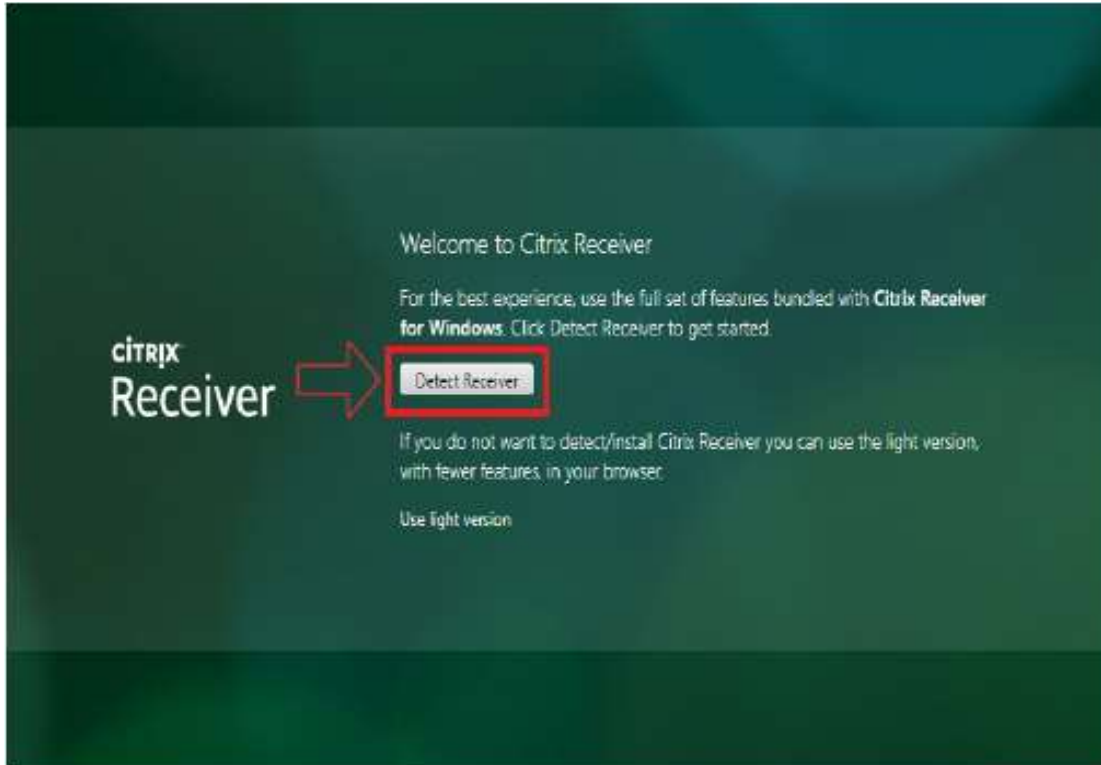 Welcome to Citrix Receiver
For the best experience, use the full set of features bundled with Citrix Receiver
for Windows. Click Detect Receiver to get started.
CİTRIX
Receiver
Detect Receiver
If you do not want to detect/install Citrix Receiver you can use the light version,
with fewer features, in your browser.
Use light version